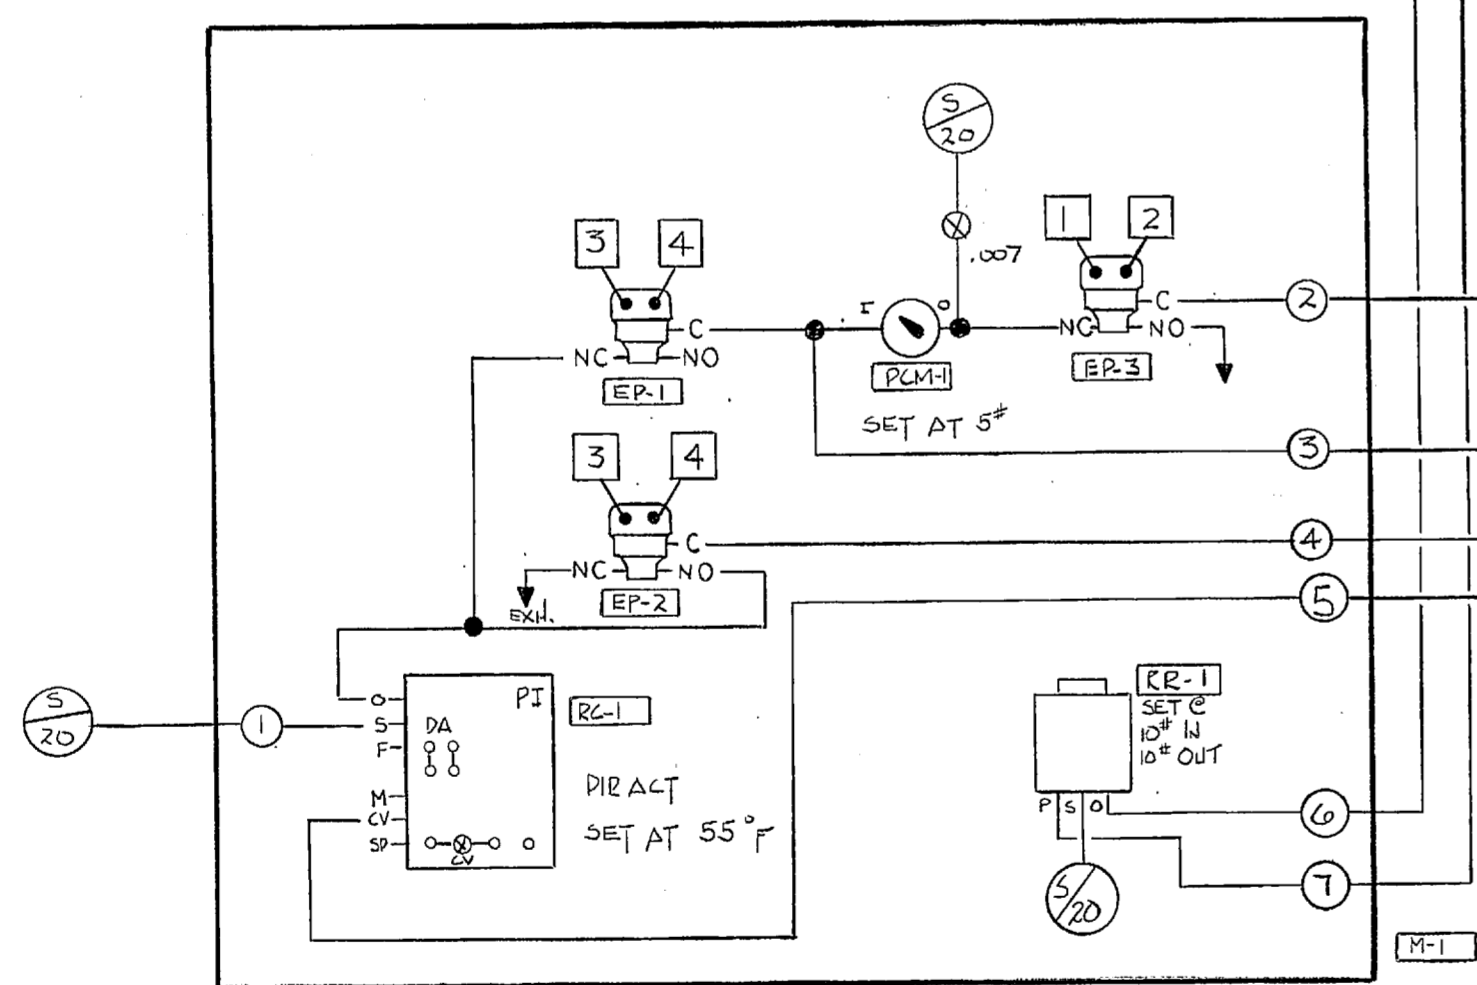 S
20
.007
3
4
C
NC
NO
EP-1
I
O
PCM-1
SET AT 5#
1
2
C
NC
NO
EP-3
2
3
3
4
C
NC
NO
EXH.
EP-2
4
5
S
20
1
O
S
F
M
CV
SP
PI
DA
CV
RC-1
DIR ACT
SET AT 55°F
RR-1
SET @
10# IN
10# OUT
P S O
S
20
6
7
M-1